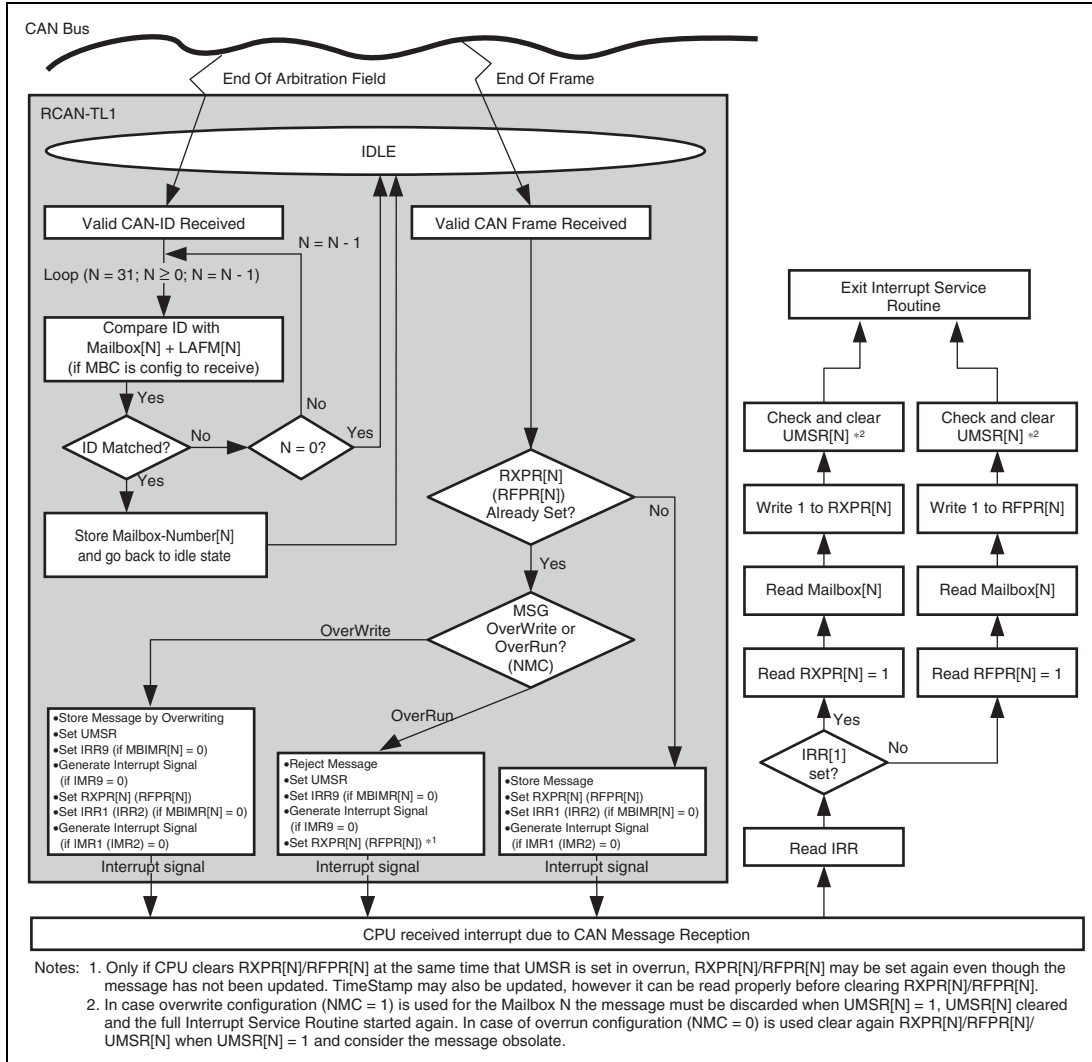 CAN Bus
End Of Arbitration Field
End Of Frame
RCAN-TL1
IDLE
Valid CAN-ID Received
Valid CAN Frame Received
N = N - 1
Loop (N = 31; N ≥ 0; N = N - 1)
Compare ID with
Mailbox[N] + LAFM[N]
(if MBC is config to receive)
Yes
No
ID Matched?
No
N = 0?
Yes
Yes
Store Mailbox-Number[N]
and go back to idle state
RXPR[N]
(RFPR[N])
Already Set?
No
Yes
MSG
OverWrite or
OverRun?
(NMC)
OverWrite
OverRun
•Store Message by Overwriting
•Set UMSR
•Set IRR9 (if MBIMR[N] = 0)
•Generate Interrupt Signal
(if IMR9 = 0)
•Set RXPR[N] (RFPR[N])
•Set IRR1 (IRR2) (if MBIMR[N] = 0)
•Generate Interrupt Signal
(if IMR1 (IMR2) = 0)
Interrupt signal
•Reject Message
•Set UMSR
•Set IRR9 (if MBIMR[N] = 0)
•Generate Interrupt Signal
(if IMR9 = 0)
•Set RXPR[N] (RFPR[N]) *1
Interrupt signal
•Store Message
•Set RXPR[N] (RFPR[N])
•Set IRR1 (IRR2) (if MBIMR[N] = 0)
•Generate Interrupt Signal
(if IMR1 (IMR2) = 0)
Interrupt signal
Exit Interrupt Service
Routine
Check and clear
UMSR[N] *2
Check and clear
UMSR[N] *2
Write 1 to RXPR[N]
Write 1 to RFPR[N]
Read Mailbox[N]
Read Mailbox[N]
Read RXPR[N] = 1
Read RFPR[N] = 1
Yes
IRR[1]
set?
No
Read IRR
CPU received interrupt due to CAN Message Reception
Notes: 1. Only if CPU clears RXPR[N]/RFPR[N] at the same time that UMSR is set in overrun, RXPR[N]/RFPR[N] may be set again even though the
message has not been updated. TimeStamp may also be updated, however it can be read properly before clearing RXPR[N]/RFPR[N].
2. In case overwrite configuration (NMC = 1) is used for the Mailbox N the message must be discarded when UMSR[N] = 1, UMSR[N] cleared
and the full Interrupt Service Routine started again. In case of overrun configuration (NMC = 0) is used clear again RXPR[N]/RFPR[N]/
UMSR[N] when UMSR[N] = 1 and consider the message obsolate.